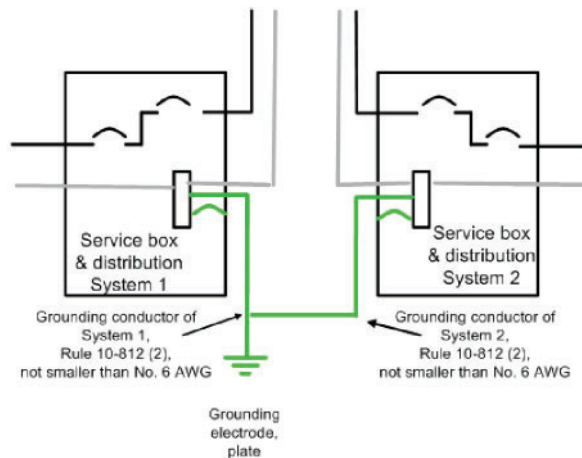 Service box
& distribution
System 1
Service box
& distribution
System 2
Grounding conductor of
System 1,
Rule 10-812 (2),
not smaller than No. 6 AWG
Grounding conductor of
System 2,
Rule 10-812 (2),
not smaller than No. 6 AWG
Grounding
electrode,
plate